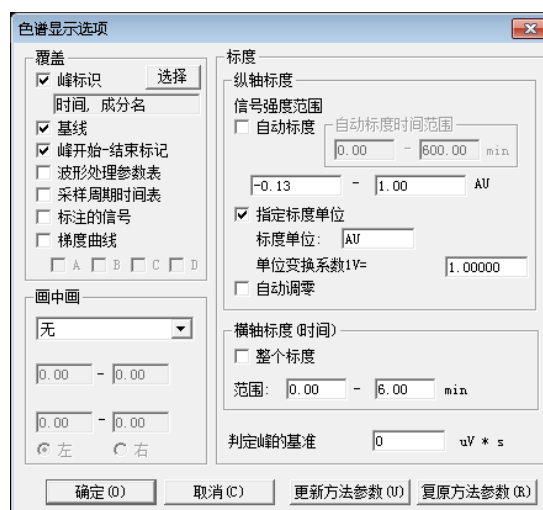 色谱显示选项
覆盖
峰标识 选择
时间, 成分名
基线
峰开始-结束标记
波形处理参数表
采样周期时间表
标注的信号
梯度曲线
A B C D
画中画
无
0.00 - 0.00
0.00 - 0.00
左 右
标度
纵轴标度
信号强度范围
自动标度 自动标度时间范围
0.00 - 600.00 min
-0.13 - 1.00 AU
指定标度单位
标度单位: AU
单位变换系数1V= 1.00000
自动调零
横轴标度(时间)
整个标度
范围: 0.00 - 6.00 min
判定峰的基准 0 uV * s
确定(O) 取消(C) 更新方法参数(U) 复原方法参数(R)